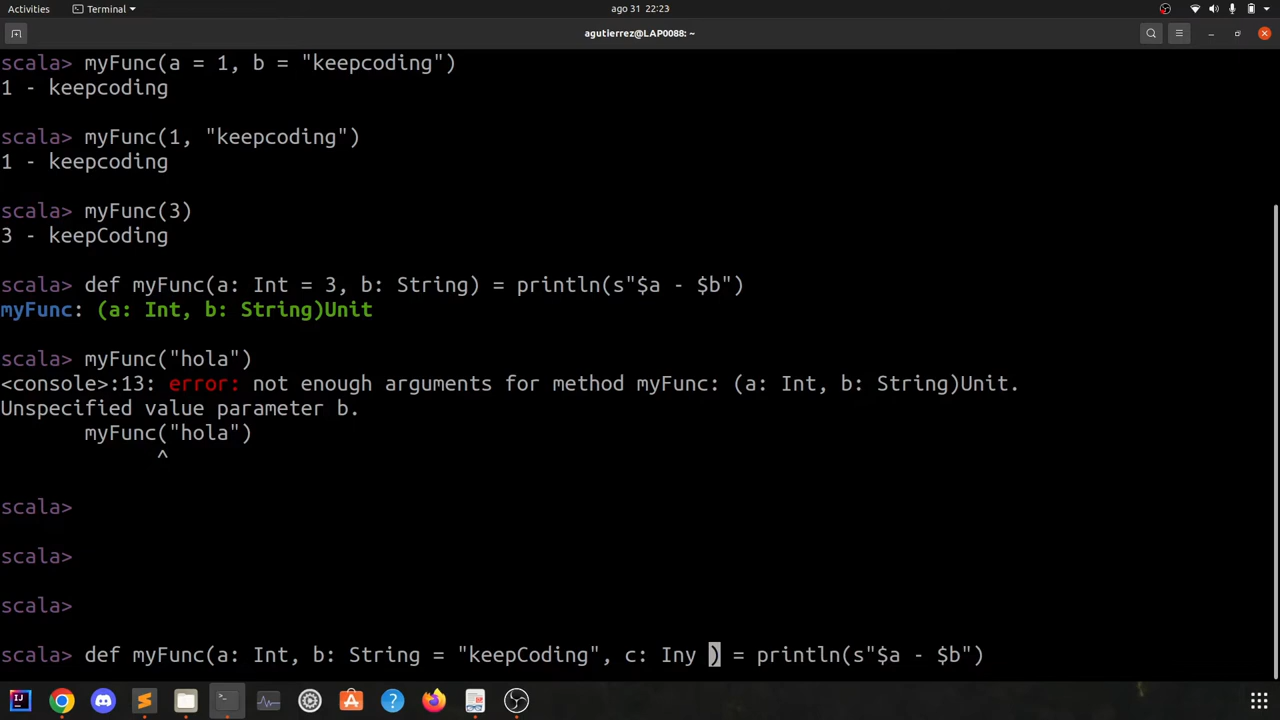 Activities
Terminal
ago 31 22:23
agutierrez@LAP0088: ~
scala> myFunc(a = 1, b = "keepcoding")
1 - keepcoding
scala> myFunc(1, "keepcoding")
1 - keepcoding
scala> myFunc(3)
3 - keepCoding
scala> def myFunc(a: Int = 3, b: String) = println(s"$a - $b")
myFunc: (a: Int, b: String)Unit
scala> myFunc("hola")
<console>:13: error: not enough arguments for method myFunc: (a: Int, b: String)Unit.
Unspecified value parameter b.
myFunc("hola")
^
scala>
scala>
scala>
scala> def myFunc(a: Int, b: String = "keepCoding", c: Iny ) = println(s"$a - $b")